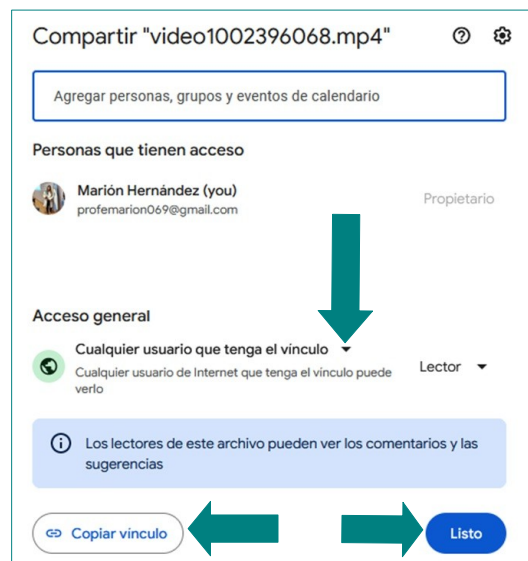 Compartir "video1002396068.mp4"
Agregar personas, grupos y eventos de calendario
Personas que tienen acceso
Marión Hernández (you)
profemarion069@gmail.com
Propietario
Acceso general
Cualquier usuario que tenga el vínculo
Cualquier usuario de Internet que tenga el vínculo puede
verlo
Lector
Los lectores de este archivo pueden ver los comentarios y las
sugerencias
Copiar vínculo
Listo